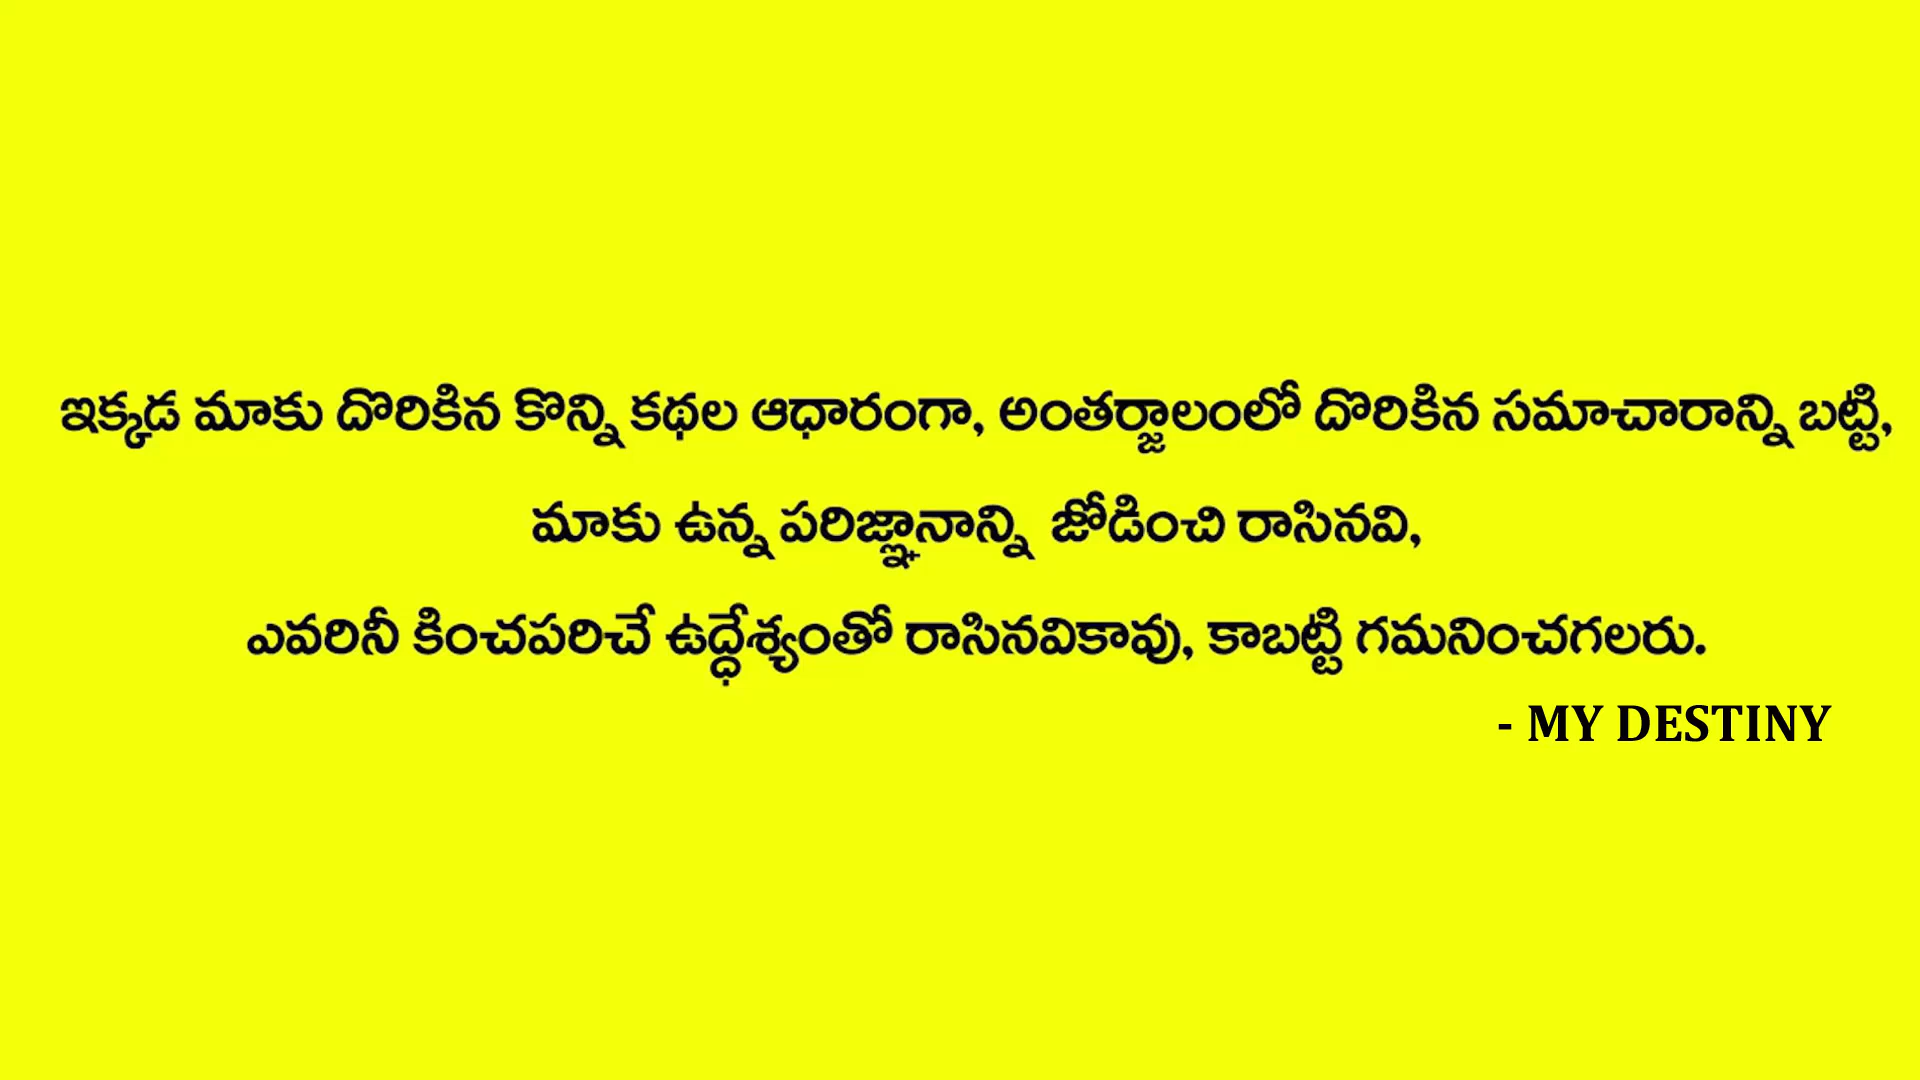 ఇక్కడ మాకు దొరికిన కొన్ని కథల ఆధారంగా, అంతర్జాలంలో దొరికిన సమాచారాన్ని బట్టి,
మాకు ఉన్న పరిజ్ఞానాన్ని జోడించి రాసినవి,
ఎవరినీ కించపరిచే ఉద్ధేశ్యంతో రాసినవికావు, కాబట్టి గమనించగలరు.
- MY DESTINY